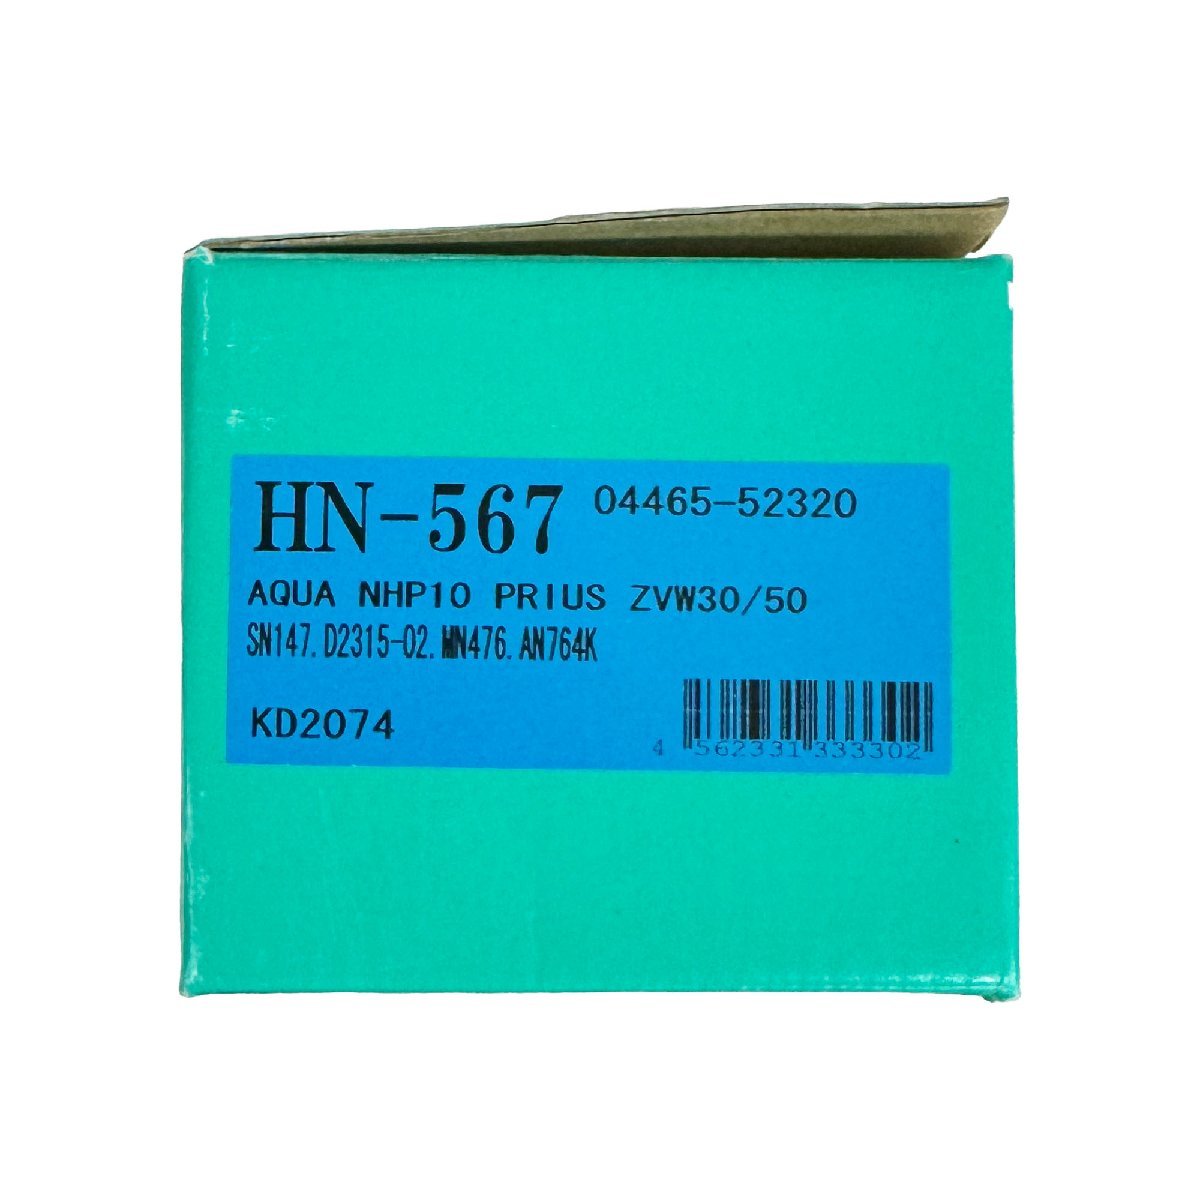 HN-567 04465-52320
AQUA NHP10 PRIUS ZVW30/50
SN147. D2315-02. MN476. AN764K
KD2074
4 562331 333302